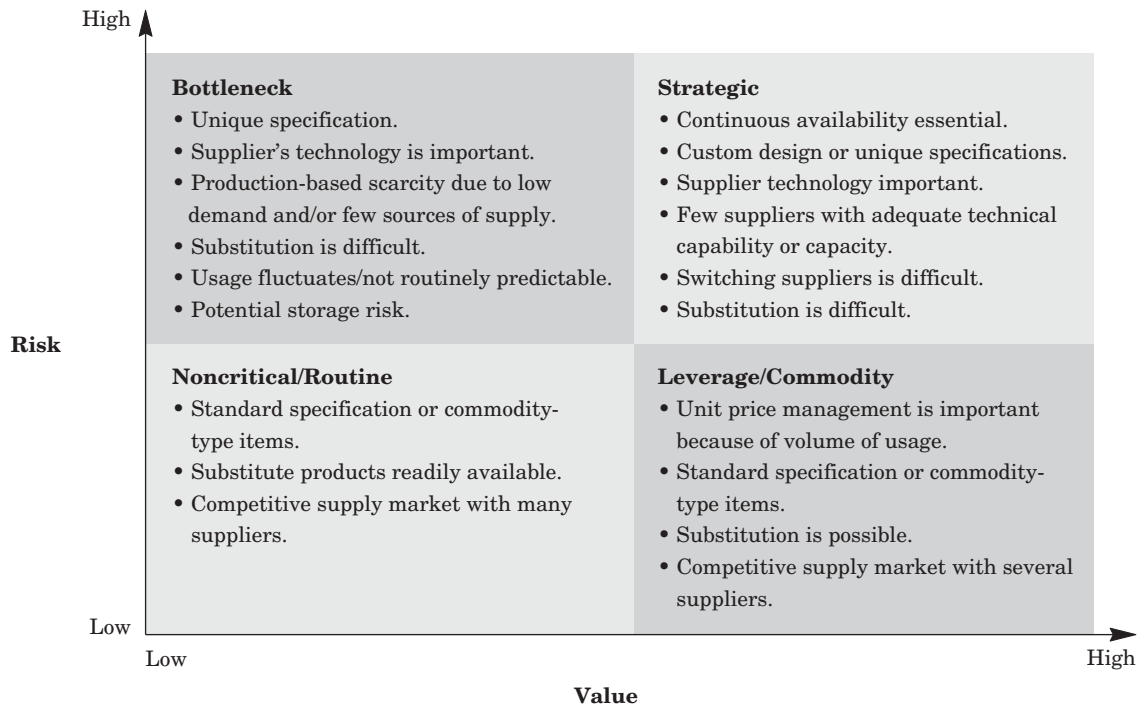 High
Bottleneck
• Unique specification.
• Supplier's technology is important.
• Production-based scarcity due to low
demand and/or few sources of supply.
• Substitution is difficult.
• Usage fluctuates/not routinely predictable.
• Potential storage risk.
Strategic
• Continuous availability essential.
• Custom design or unique specifications.
• Supplier technology important.
• Few suppliers with adequate technical
capability or capacity.
• Switching suppliers is difficult.
• Substitution is difficult.
Risk
Noncritical/Routine
• Standard specification or commodity-
type items.
• Substitute products readily available.
• Competitive supply market with many
suppliers.
Leverage/Commodity
• Unit price management is important
because of volume of usage.
• Standard specification or commodity-
type items.
• Substitution is possible.
• Competitive supply market with several
suppliers.
Low
Low
High
Value